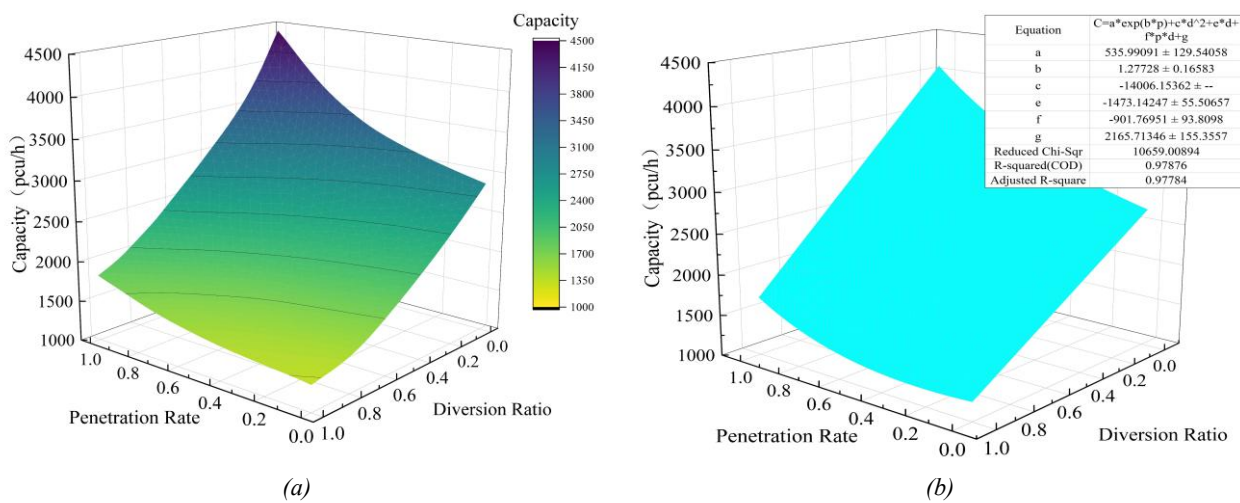 Capacity
4500
4150
3800
3450
3100
2750
2400
2050
1700
1350
1000
4500
4000
3500
3000
2500
2000
1500
1000
Capacity（pcu/h）
1.0
0.8
0.6
0.4
0.2
0.0
Penetration Rate
0.0
0.2
0.4
0.6
0.8
1.0
Diversion Ratio
(a)
Equation C=a*exp(b*p)+c*d^2+e*d+
f*p*d+g
a 535.99091 ± 129.54058
b 1.27728 ± 0.16583
c -14006.15362 ± --
e -1473.14247 ± 55.50657
f -901.76951 ± 93.8098
g 2165.71346 ± 155.3557
Reduced Chi-Sqr 10659.00894
R-squared(COD) 0.97876
Adjusted R-square 0.97784
4500
4000
3500
3000
2500
2000
1500
1000
Capacity（pcu/h）
1.0
0.8
0.6
0.4
0.2
0.0
Penetration Rate
0.0
0.2
0.4
0.6
0.8
1.0
Diversion Ratio
(b)